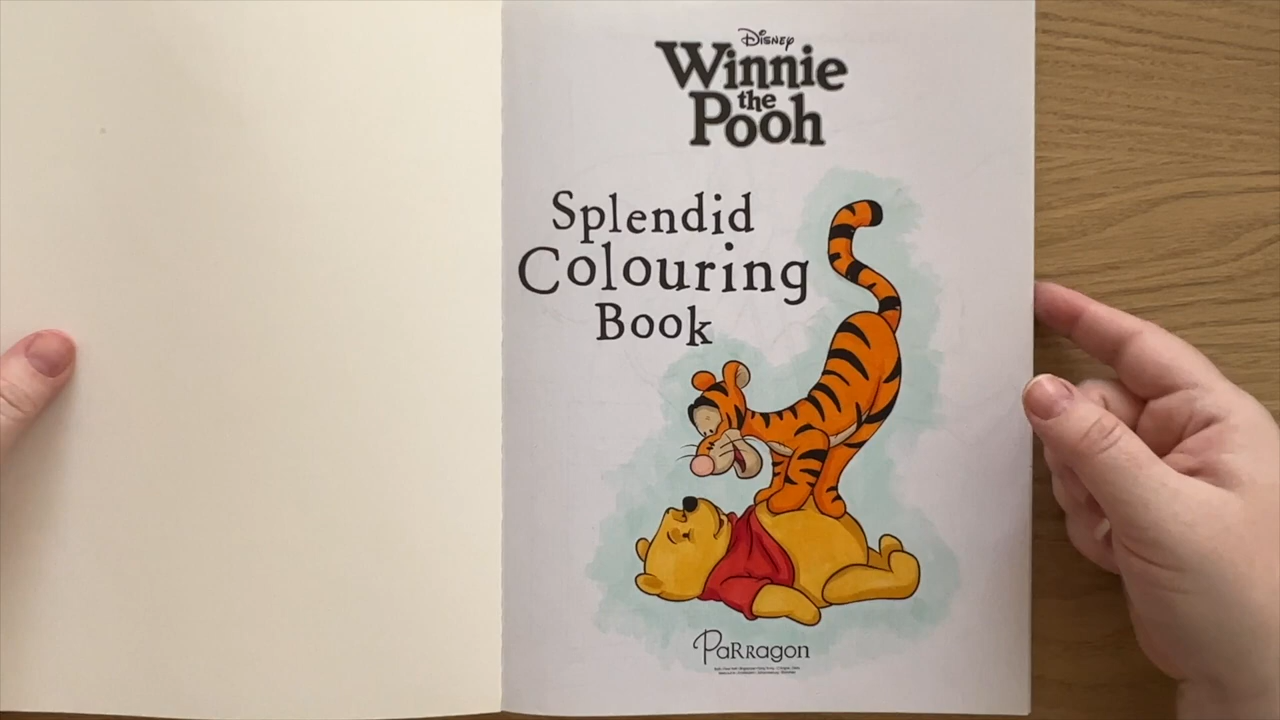 Disney
Winnie
the
Pooh
Splendid
Colouring
Book
PaRRagon